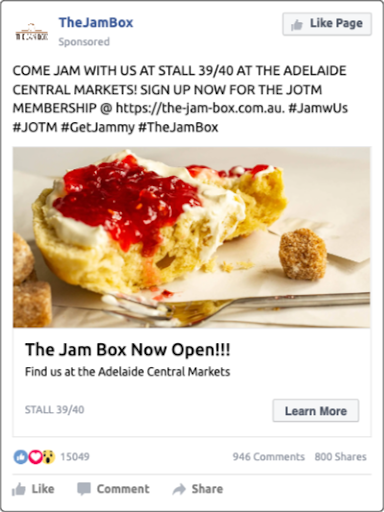 TheJamBox
Like Page
Sponsored
COME JAM WITH US AT STALL 39/40 AT THE ADELAIDE
CENTRAL MARKETS! SIGN UP NOW FOR THE JOTM
MEMBERSHIP @ https://the-jam-box.com.au. #JamwUs
#JOTM #GetJammy #TheJamBox
The Jam Box Now Open!!!
Find us at the Adelaide Central Markets
STALL 39/40
Learn More
15049
946 Comments 800 Shares
Like Comment Share